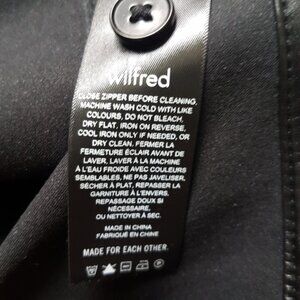 wilfred
CLOSE ZIPPER BEFORE CLEANING,
MACHINE WASH COLD WITH LIKE
COLOURS, DO NOT BLEACH,
DRY FLAT, IRON ON REVERSE,
COOL IRON ONLY IF NEEDED, OR
DRY CLEAN. FERMER LA
FERMETURE ÉCLAIR AVANT DE
LAVER, LAVER À LA MACHINE
À L'EAU FROIDE AVEC COULEURS
SEMBLABLES, NE PAS JAVELISER,
SÉCHER À PLAT, REPASSER LA
GARNITURE À L'ENVERS,
REPASSAGE DOUX SI
NÉCESSAIRE,
OU NETTOYER À SEC.
MADE IN CHINA
FABRIQUÉ EN CHINE
MADE FOR EACH OTHER.